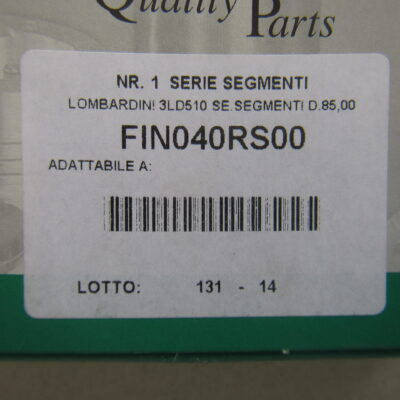 Quality Parts
NR. 1 SERIE SEGMENTI
LOMBARDINI 3LD510 SE.SEGMENTI D.85,00
FIN040RS00
ADATTABILE A:
LOTTO: 131 - 14